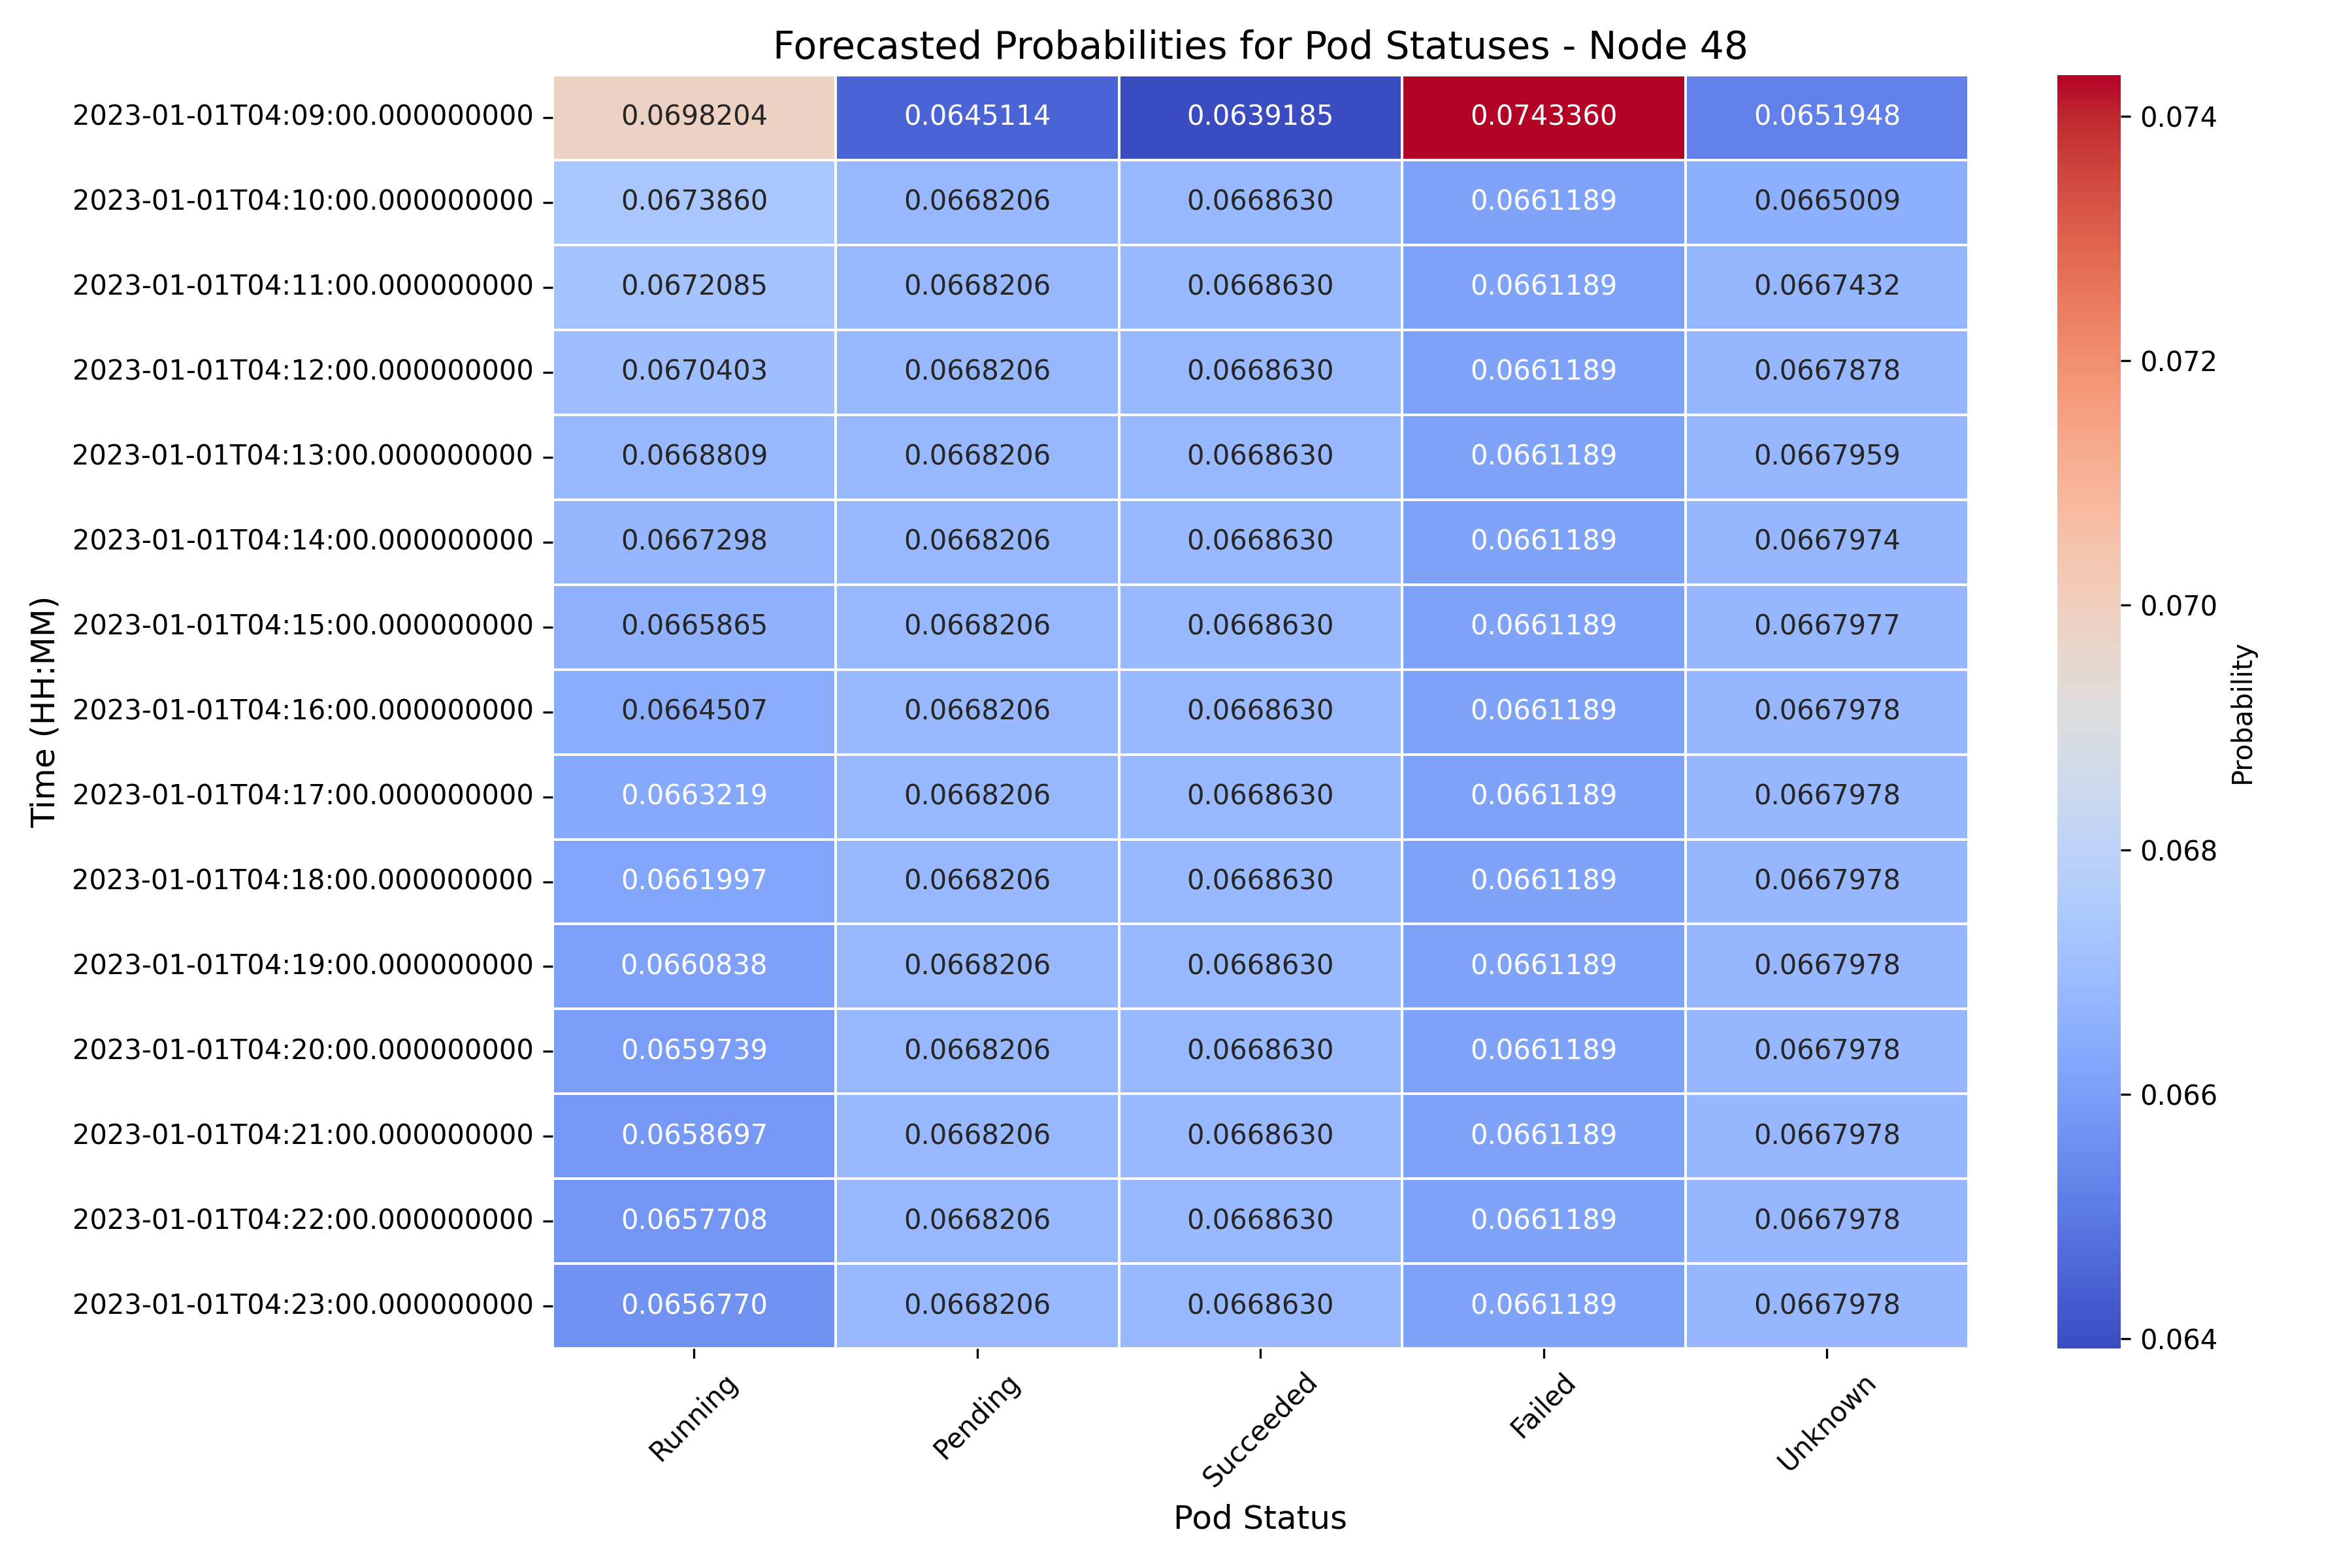 Forecasted Probabilities for Pod Statuses - Node 48
2023-01-01T04:09:00.000000000 0.0698204 0.0645114 0.0639185 0.0743360 0.0651948
2023-01-01T04:10:00.000000000 0.0673860 0.0668206 0.0668630 0.0661189 0.0665009
2023-01-01T04:11:00.000000000 0.0672085 0.0668206 0.0668630 0.0661189 0.0667432
2023-01-01T04:12:00.000000000 0.0670403 0.0668206 0.0668630 0.0661189 0.0667878
2023-01-01T04:13:00.000000000 0.0668809 0.0668206 0.0668630 0.0661189 0.0667959
2023-01-01T04:14:00.000000000 0.0667298 0.0668206 0.0668630 0.0661189 0.0667974
2023-01-01T04:15:00.000000000 0.0665865 0.0668206 0.0668630 0.0661189 0.0667977
2023-01-01T04:16:00.000000000 0.0664507 0.0668206 0.0668630 0.0661189 0.0667978
2023-01-01T04:17:00.000000000 0.0663219 0.0668206 0.0668630 0.0661189 0.0667978
2023-01-01T04:18:00.000000000 0.0661997 0.0668206 0.0668630 0.0661189 0.0667978
2023-01-01T04:19:00.000000000 0.0660838 0.0668206 0.0668630 0.0661189 0.0667978
2023-01-01T04:20:00.000000000 0.0659739 0.0668206 0.0668630 0.0661189 0.0667978
2023-01-01T04:21:00.000000000 0.0658697 0.0668206 0.0668630 0.0661189 0.0667978
2023-01-01T04:22:00.000000000 0.0657708 0.0668206 0.0668630 0.0661189 0.0667978
2023-01-01T04:23:00.000000000 0.0656770 0.0668206 0.0668630 0.0661189 0.0667978
Time (HH:MM)
Running Pending Succeeded Failed Unknown
Pod Status
0.074
0.072
0.070
0.068
0.066
0.064
Probability